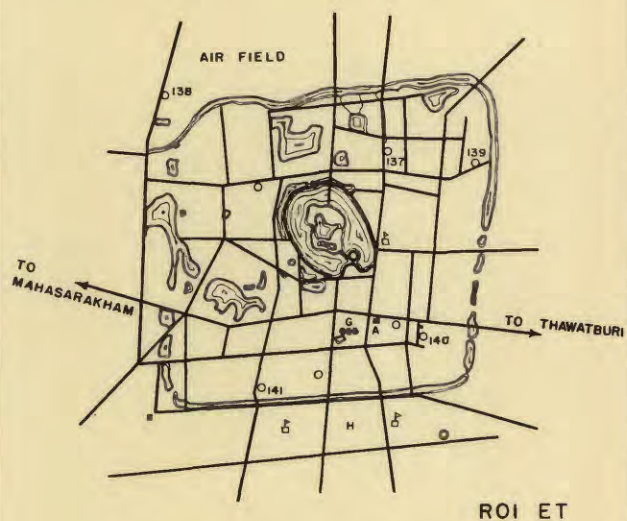 AIR FIELD
138
137
139
TO
MAHASARAKHAM
G
A
TO THAWATBURI
140
141
H
ROI ET